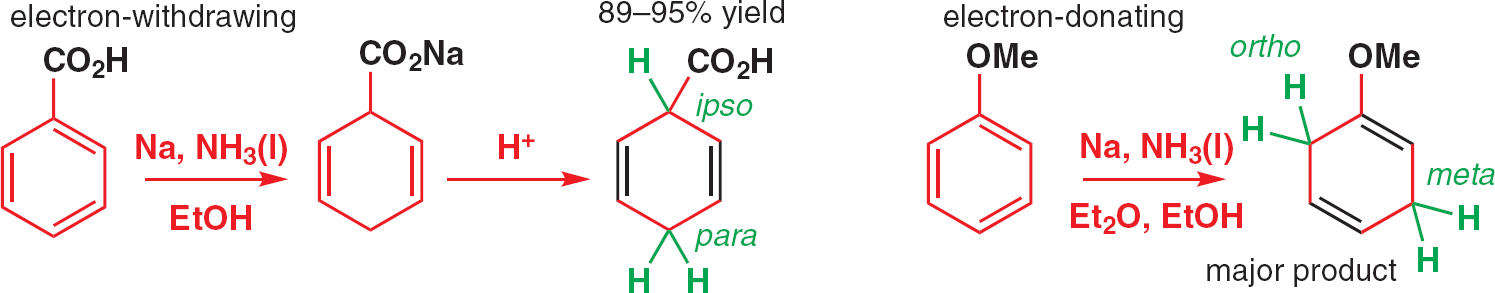 electron-withdrawing
CO₂H
Na, NH₃(l)
EtOH
CO₂Na
H⁺
89–95% yield
H CO₂H
ipso
para
H H
electron-donating
OMe
Na, NH₃(l)
Et₂O, EtOH
ortho
OMe
H
H
meta
H
H
major product